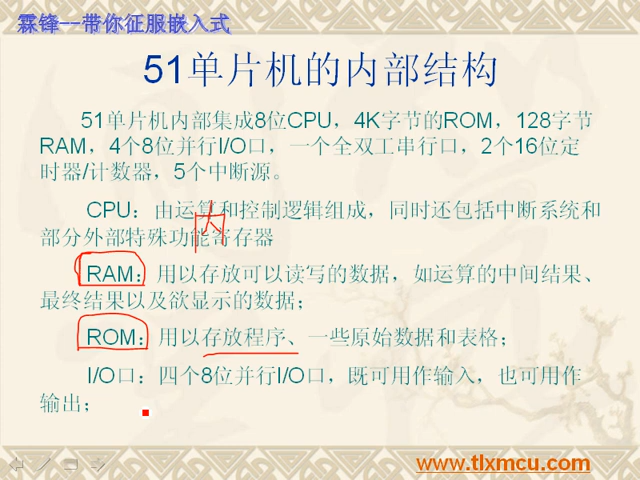 霖锋--带你征服嵌入式
51单片机的内部结构
51单片机内部集成8位CPU，4K字节的ROM，128字节
RAM，4个8位并行I/O口，一个全双工串行口，2个16位定
时器/计数器，5个中断源。
CPU：由运算和控制逻辑组成，同时还包括中断系统和
部分外部特殊功能寄存器
内
RAM：用以存放可以读写的数据，如运算的中间结果、
最终结果以及欲显示的数据；
ROM：用以存放程序、一些原始数据和表格；
I/O口：四个8位并行I/O口，既可用作输入，也可用作
输出；
www.tlxmcu.com